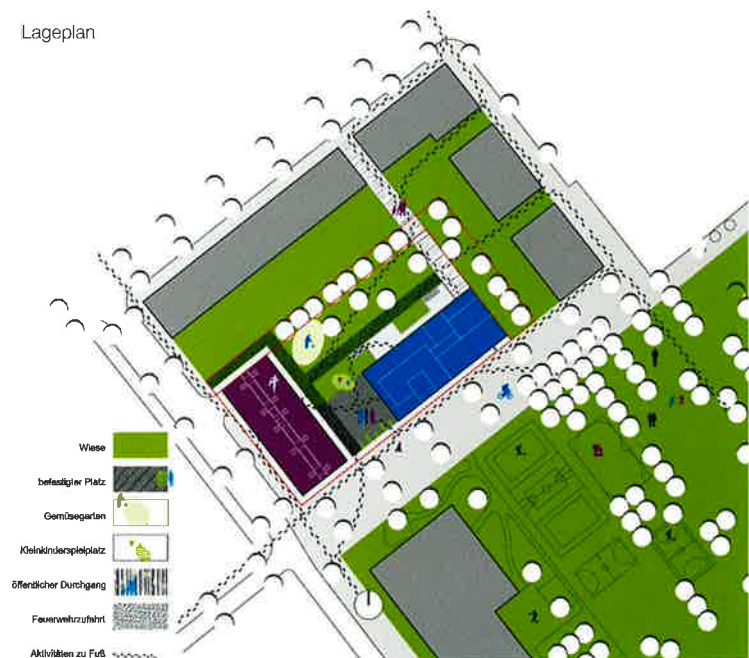 Lageplan
Wiese
befestigter Platz
Gemüsegarten
Kleinkinderspielplatz
öffentlicher Durchgang
Feuerwehrzufahrt
Aktivitäten zu Fuß